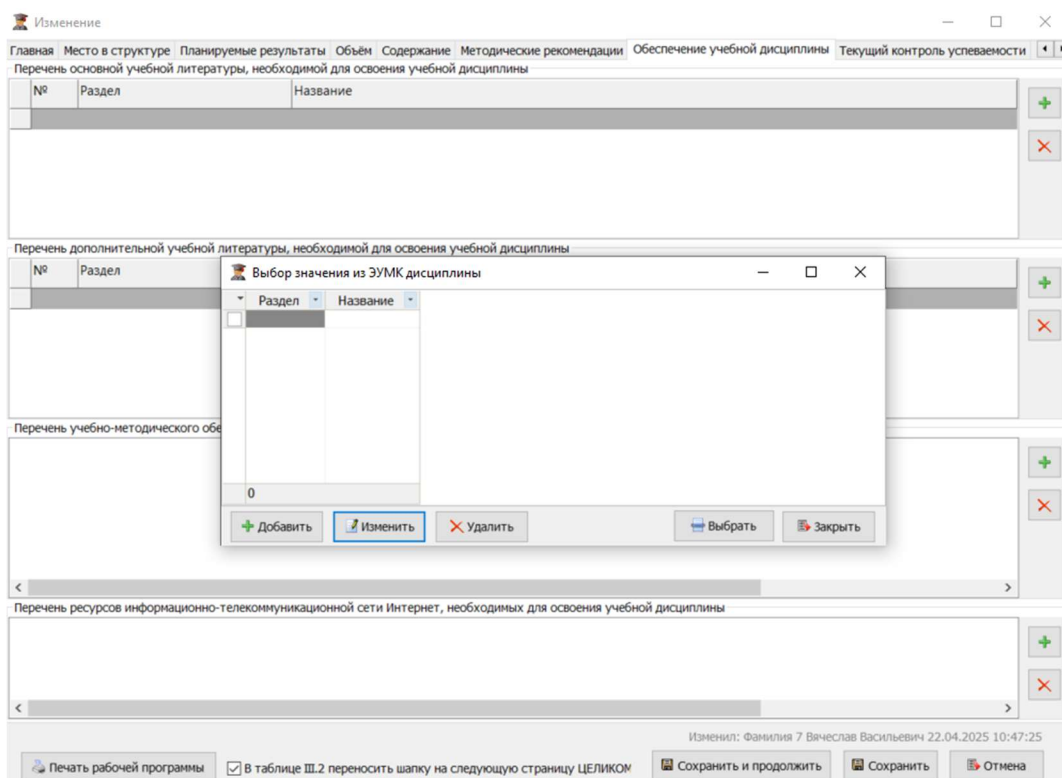 Изменение
Главная Место в структуре Планируемые результаты Объём Содержание Методические рекомендации Обеспечение учебной дисциплины Текущий контроль успеваемости
Перечень основной учебной литературы, необходимой для освоения учебной дисциплины
№ Раздел Название
Перечень дополнительной учебной литературы, необходимой для освоения учебной дисциплины
№ Раздел
Выбор значения из ЭУМК дисциплины
Раздел Название
0
Добавить Изменить Удалить Выбрать Закрыть
Перечень учебно-методического обе
Перечень ресурсов информационно-телекоммуникационной сети Интернет, необходимых для освоения учебной дисциплины
Изменил: Фамилия 7 Вячеслав Васильевич 22.04.2025 10:47:25
Печать рабочей программы В таблице III.2 переносить шапку на следующую страницу ЦЕЛИКОМ Сохранить и продолжить Сохранить Отмена